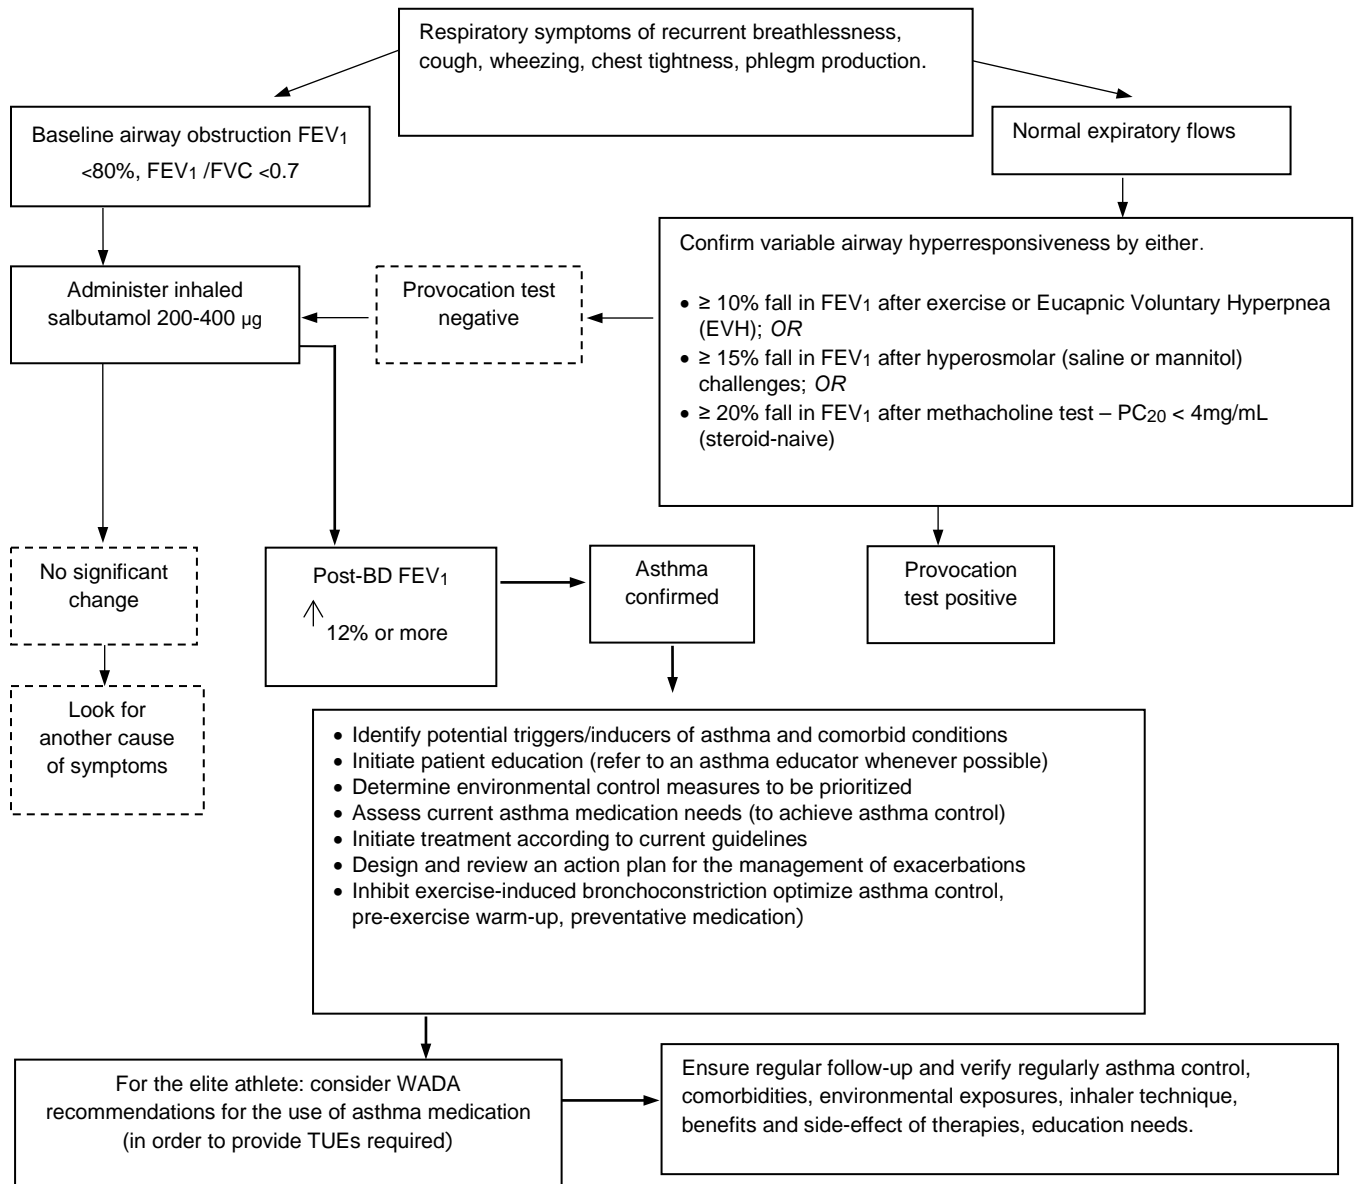 Respiratory symptoms of recurrent breathlessness,
cough, wheezing, chest tightness, phlegm production.
Baseline airway obstruction FEV1
<80%, FEV1 /FVC <0.7
Normal expiratory flows
Confirm variable airway hyperresponsiveness by either.
• ≥ 10% fall in FEV1 after exercise or Eucapnic Voluntary Hyperpnea
(EVH); OR
• ≥ 15% fall in FEV1 after hyperosmolar (saline or mannitol)
challenges; OR
• ≥ 20% fall in FEV1 after methacholine test – PC20 < 4mg/mL
(steroid-naive)
Administer inhaled
salbutamol 200-400 µg
Provocation test
negative
No significant
change
Post-BD FEV1
↑ 12% or more
Asthma
confirmed
Provocation
test positive
Look for
another cause
of symptoms
• Identify potential triggers/inducers of asthma and comorbid conditions
• Initiate patient education (refer to an asthma educator whenever possible)
• Determine environmental control measures to be prioritized
• Assess current asthma medication needs (to achieve asthma control)
• Initiate treatment according to current guidelines
• Design and review an action plan for the management of exacerbations
• Inhibit exercise-induced bronchoconstriction optimize asthma control,
pre-exercise warm-up, preventative medication)
For the elite athlete: consider WADA
recommendations for the use of asthma medication
(in order to provide TUEs required)
Ensure regular follow-up and verify regularly asthma control,
comorbidities, environmental exposures, inhaler technique,
benefits and side-effect of therapies, education needs.